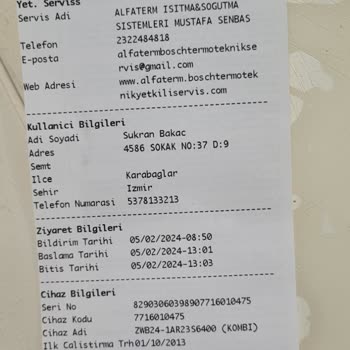 Yet. Serviss
Servis Adi ALFATERM ISITMA&SOGUTMA
SISTEMLERI MUSTAFA SENBAS
Telefon 2322484818
E-posta alfatermboschtermoteknikse
rvis@gmail.com
Web Adresi www.alfaterm.boschtermotek
nikyetkiliservis.com
Kullanici Bilgileri
Adi Soyadi Sukran Bakac
Adres 4586 SOKAK NO:37 D:9
Semt
Ilce Karabaglar
Sehir Izmir
Telefon Numarasi 5378133213
Ziyaret Bilgileri
Bildirim Tarihi 05/02/2024-08:50
Baslama Tarihi 05/02/2024-13:01
Bitis Tarihi 05/02/2024-13:03
Cihaz Bilgileri
Seri No 82903060398907716010475
Cihaz Kodu 7716010475
Cihaz Adi ZWB24-1AR23S6400 (KOMBI)
Ilk Calistirma Trh01/10/2013